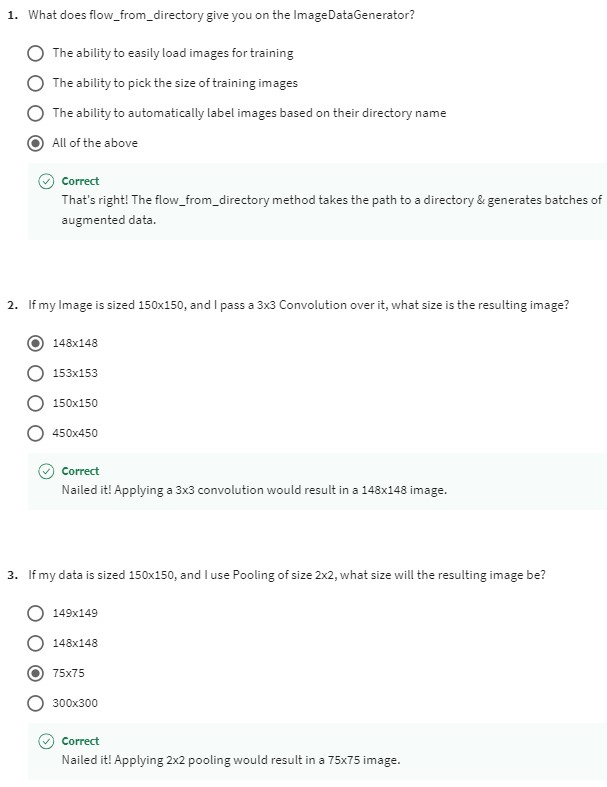 1. What does flow_from_directory give you on the ImageDataGenerator?
The ability to easily load images for training
The ability to pick the size of training images
The ability to automatically label images based on their directory name
All of the above
Correct
That's right! The flow_from_directory method takes the path to a directory & generates batches of
augmented data.
2. If my Image is sized 150x150, and I pass a 3x3 Convolution over it, what size is the resulting image?
148x148
153x153
150x150
450x450
Correct
Nailed it! Applying a 3x3 convolution would result in a 148x148 image.
3. If my data is sized 150x150, and I use Pooling of size 2x2, what size will the resulting image be?
149x149
148x148
75x75
300x300
Correct
Nailed it! Applying 2x2 pooling would result in a 75x75 image.